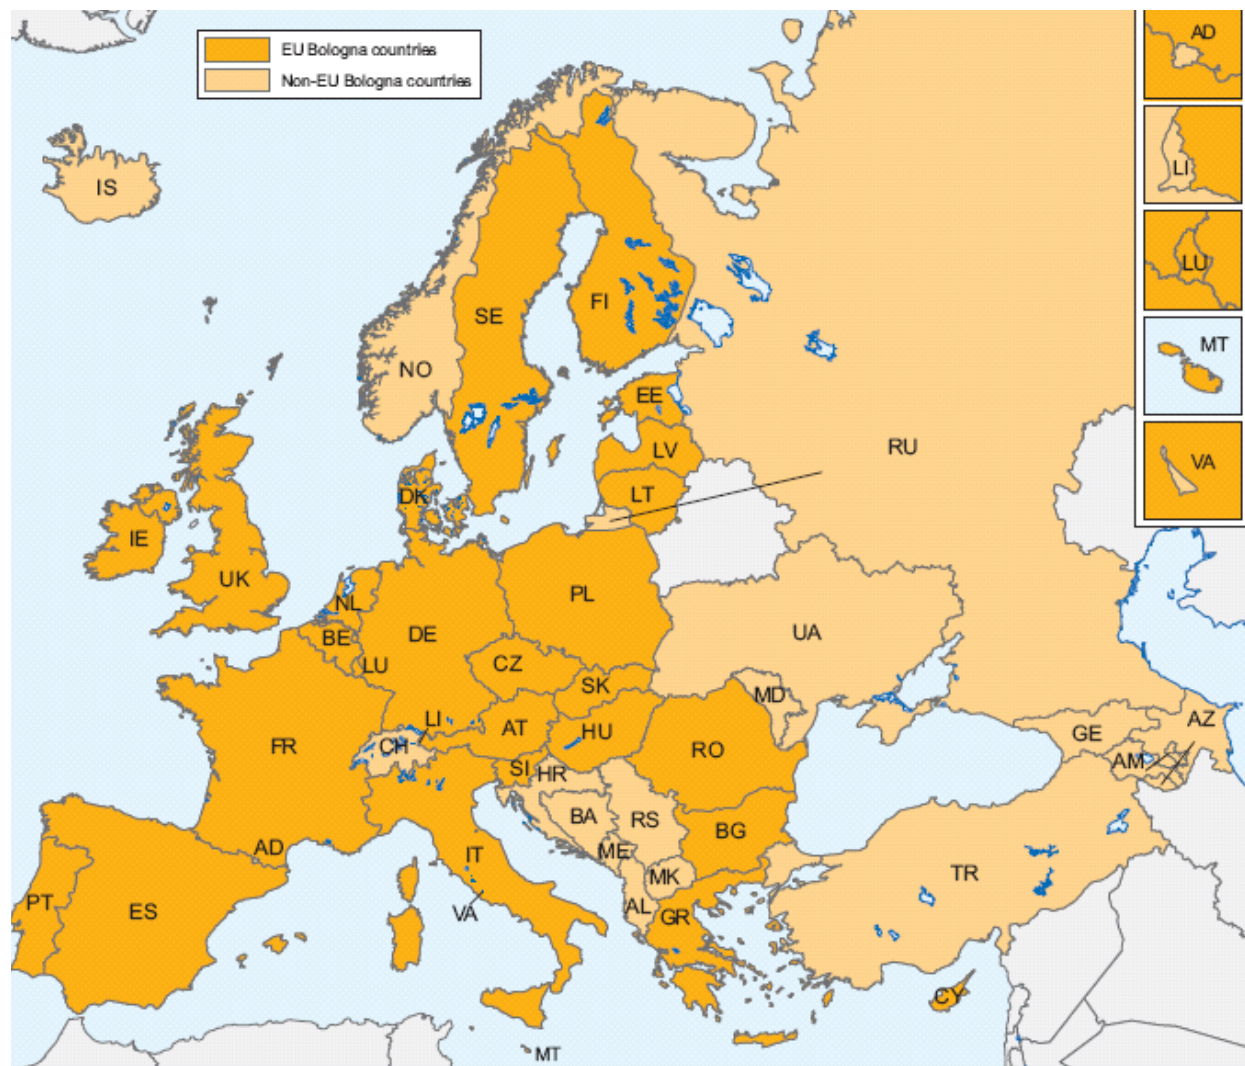 EU Bologna countries
Non-EU Bologna countries
AD
LI
LU
MT
VA
IS
SE
FI
NO
EE
LV
LT
RU
DK
IE
UK
NL
BE
LU
DE
PL
CZ
SK
UA
MD
LI
CH
AT
HU
FR
SI
HR
RO
GE
AZ
AM
BA
RS
BG
ME
MK
AL
GR
TR
AD
IT
VA
PT
ES
CY
MT